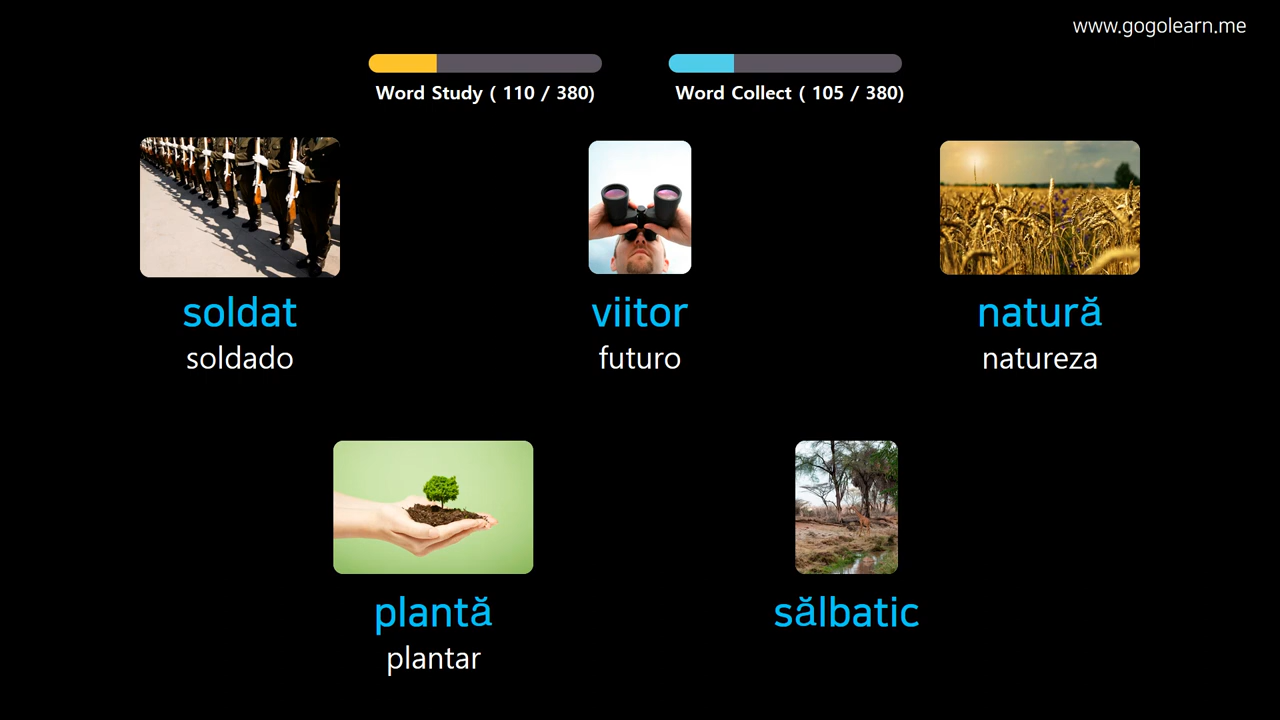 www.gogolearn.me
Word Study ( 110 / 380)
Word Collect ( 105 / 380)
soldat
soldado
viitor
futuro
natură
natureza
plantă
plantar
sălbatic